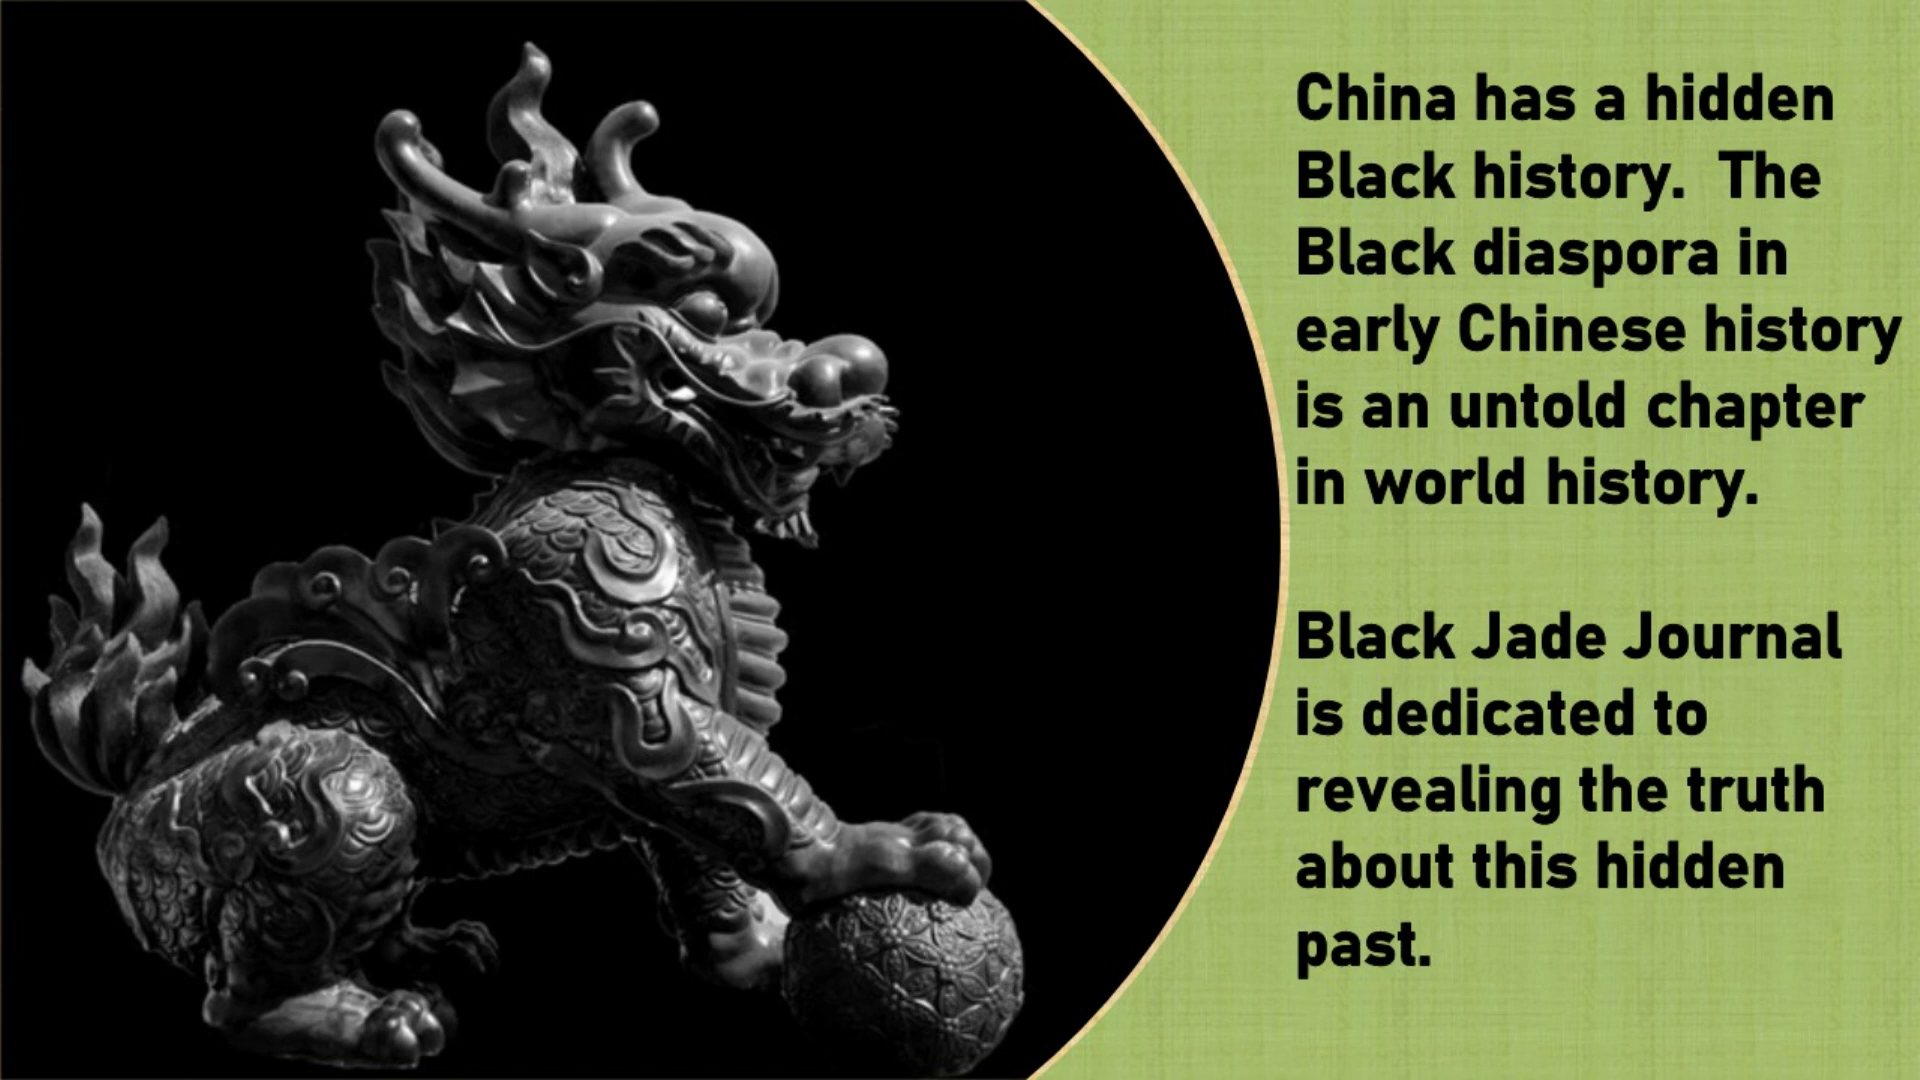 China has a hidden
Black history.  The
Black diaspora in
early Chinese history
is an untold chapter
in world history.
Black Jade Journal
is dedicated to
revealing the truth
about this hidden
past.